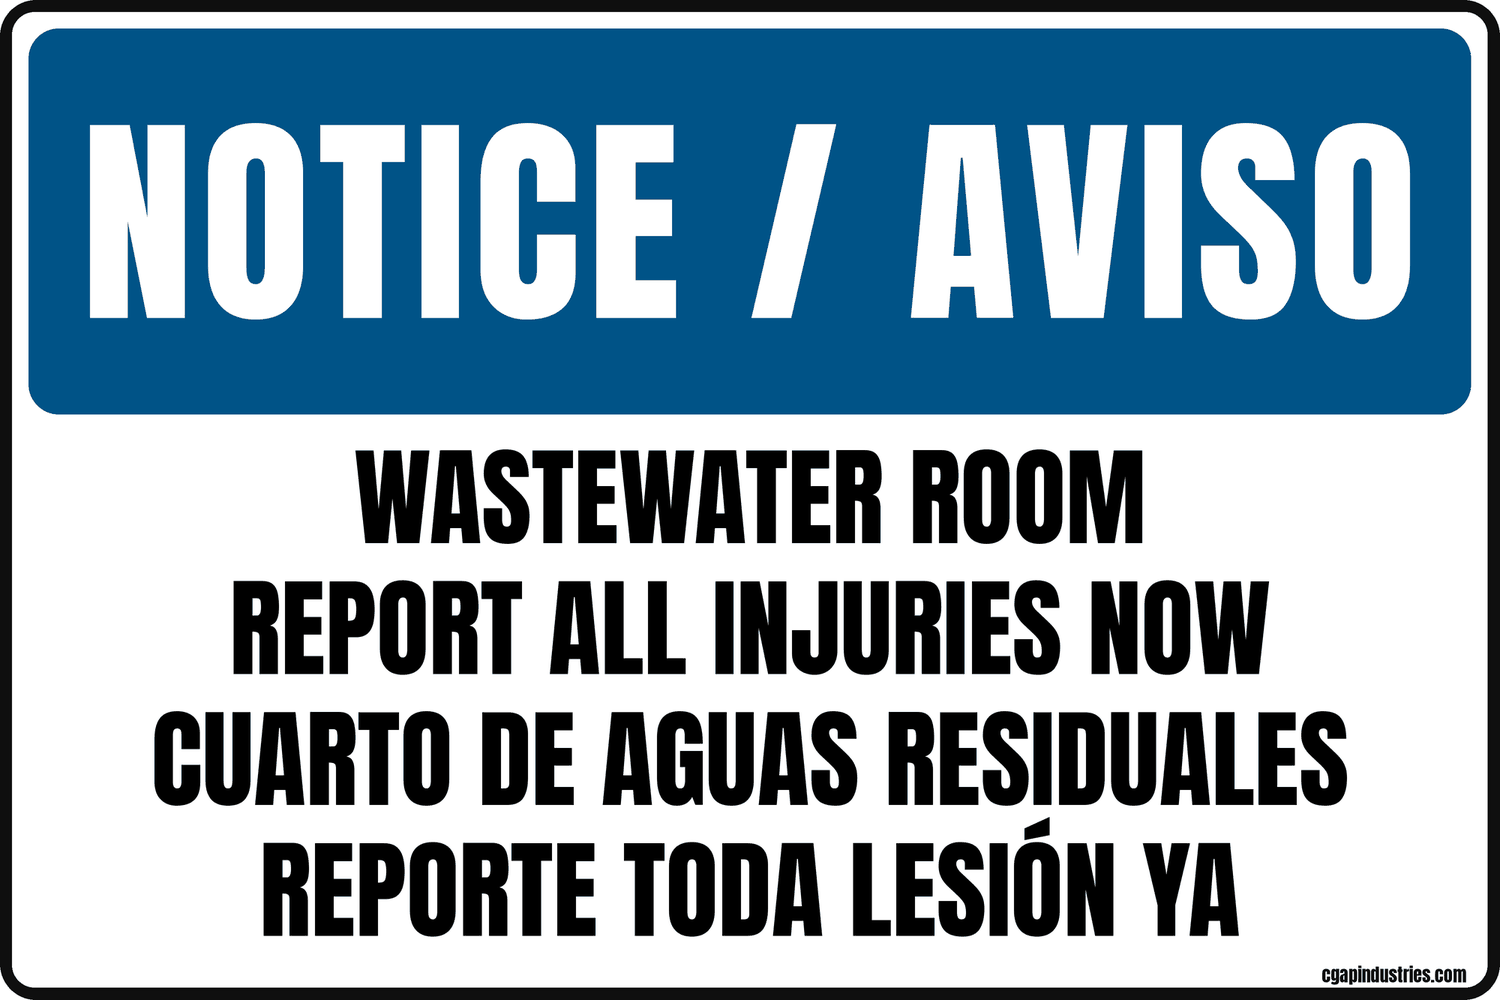 NOTICE / AVISO
WASTEWATER ROOM
REPORT ALL INJURIES NOW
CUARTO DE AGUAS RESIDUALES
REPORTE TODA LESIÓN YA
cgapindustries.com